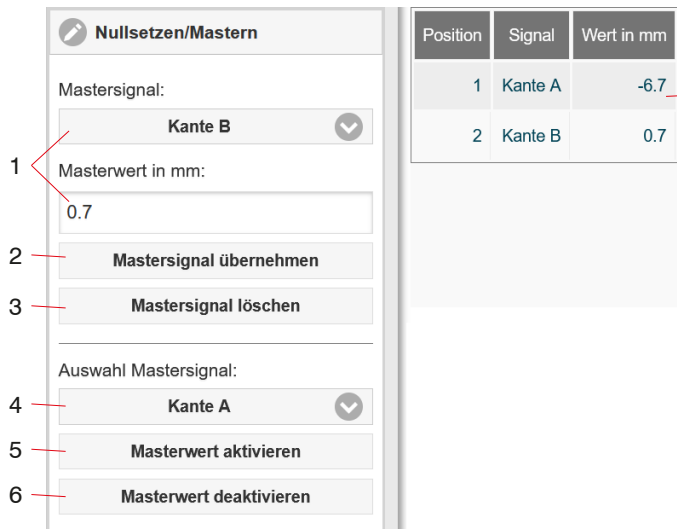 Nullsetzen/Mastern
Mastersignal:
Kante B
1
Masterwert in mm:
0.7
2 Mastersignal übernehmen
3 Mastersignal löschen
Auswahl Mastersignal:
4 Kante A
5 Masterwert aktivieren
6 Masterwert deaktivieren
Position Signal Wert in mm
1 Kante A -6.7
2 Kante B 0.7